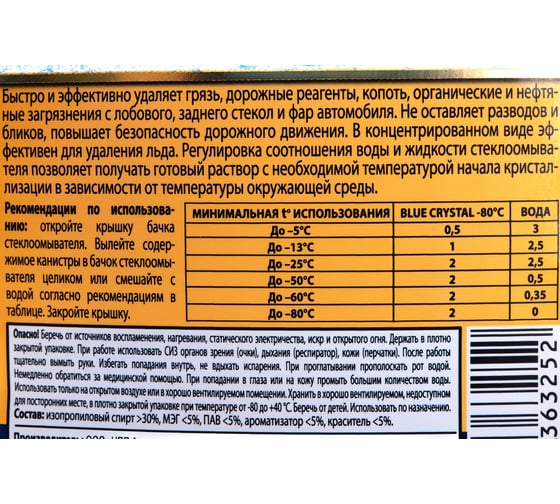 Быстро и эффективно удаляет грязь, дорожные реагенты, копоть, органические и нефтя-
ные загрязнения с лобового, заднего стекол и фар автомобиля. Не оставляет разводов и
бликов, повышает безопасность дорожного движения. В концентрированном виде эф-
фективен для удаления льда. Регулировка соотношения воды и жидкости стеклоомыва-
теля позволяет получать готовый раствор с необходимой температурой начала кристал-
лизации в зависимости от температуры окружающей среды.
Рекомендации по использова-
нию: откройте крышку бачка
стеклоомывателя. Вылейте содер-
жимое канистры в бачок стеклоомы-
вателя целиком или смешайте с
водой согласно рекомендациям в
таблице. Закройте крышку.
МИНИМАЛЬНАЯ t° ИСПОЛЬЗОВАНИЯ BLUE CRYSTAL -80°C ВОДА
До –5°C 0,5 3
До –13°C 1 2,5
До –25°C 2 2,5
До –50°C 2 0,5
До –60°C 2 0,35
До –80°C 2 0
Опасно! Беречь от источников воспламенения, нагревания, статического электричества, искр и открытого огня. Держать в плотно
закрытой упаковке. При работе использовать СИЗ органов зрения (очки), дыхания (респиратор), кожи (перчатки). После работы
тщательно вымыть руки. Избегать попадания внутрь, не вдыхать испарения. При проглатывании прополоскать рот водой.
Немедленно обратиться за медицинской помощью. При попадании в глаза или на кожу промыть большим количеством воды.
Использовать только на открытом воздухе или в хорошо вентилируемом помещении. Хранить в хорошо вентилируемом, недоступном
для посторонних месте, в плотно закрытой упаковке при температуре от -80 до +40 °C. Беречь от детей. Использовать по назначению.
Состав: изопропиловый спирт >30%, МЭГ <5%, ПАВ <5%, ароматизатор <5%, краситель <5%.
Производитель: ООО
363252